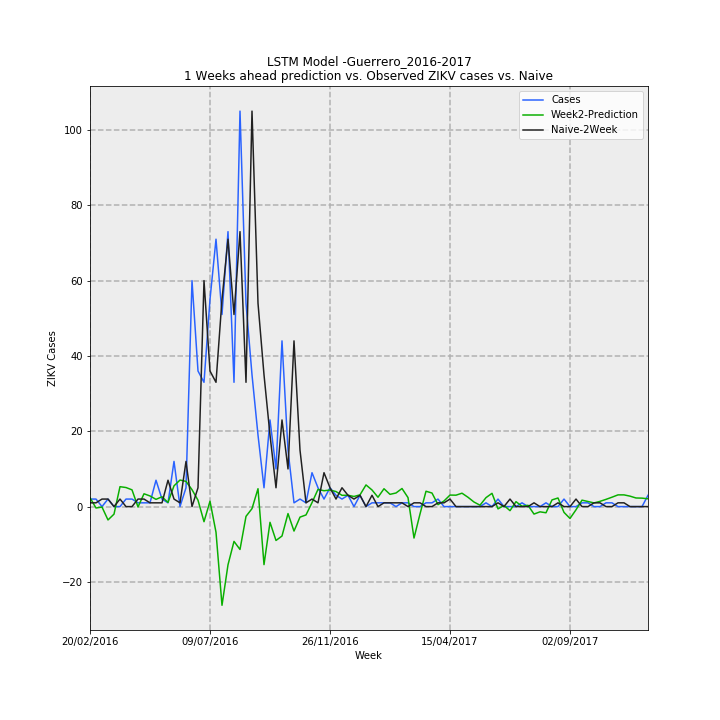 LSTM Model -Guerrero_2016-2017
1 Weeks ahead prediction vs. Observed ZIKV cases vs. Naive
Cases
Week2-Prediction
Naive-2Week
ZIKV Cases
100
80
60
40
20
0
−20
20/02/2016 09/07/2016 26/11/2016 15/04/2017 02/09/2017
Week